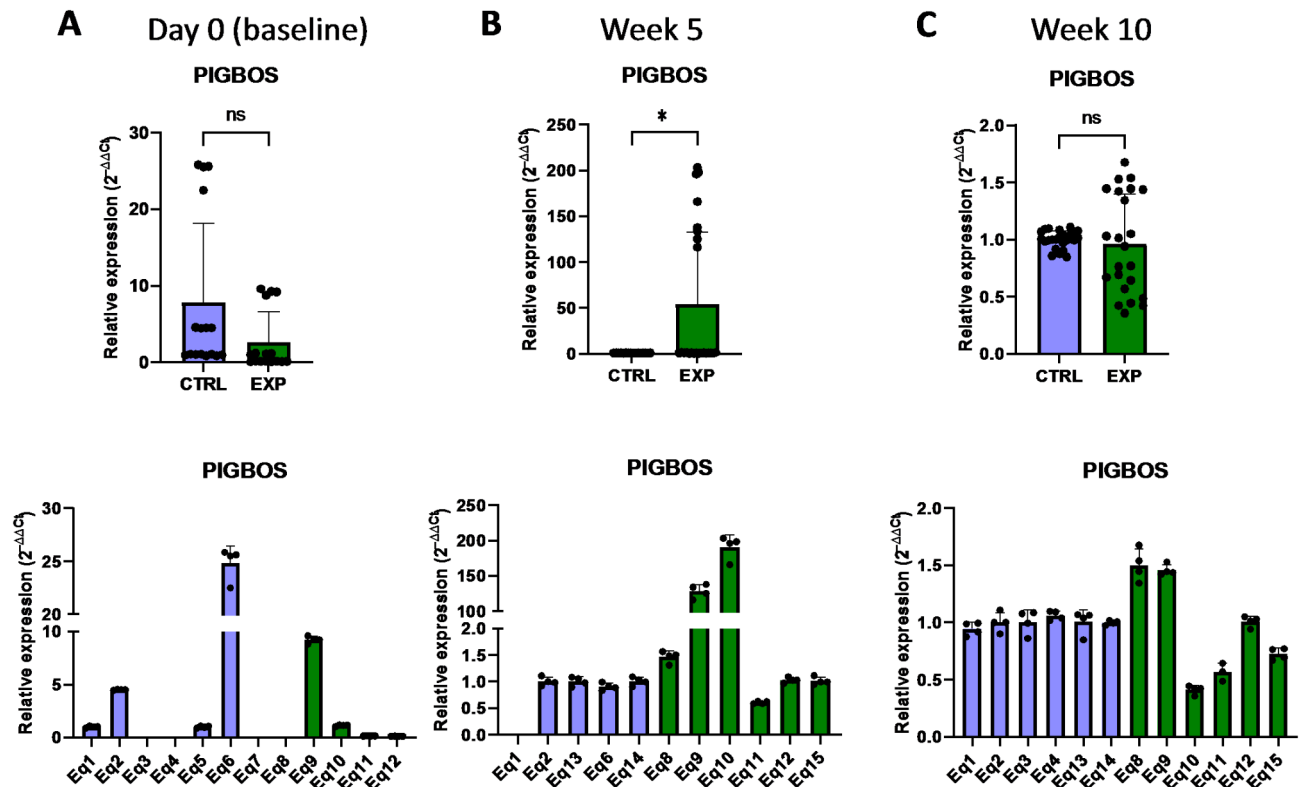 A Day 0 (baseline)
PIGBOS
ns
Relative expression (2^-ΔΔCt)
30
20
10
0
CTRL EXP
B Week 5
PIGBOS
*
Relative expression (2^-ΔΔCt)
250
200
150
100
50
0
CTRL EXP
C Week 10
PIGBOS
ns
Relative expression (2^-ΔΔCt)
2.0
1.5
1.0
0.5
0.0
CTRL EXP
PIGBOS
Relative expression (2^-ΔΔCt)
30
25
20
10
5
0
Eq1 Eq2 Eq3 Eq4 Eq5 Eq6 Eq7 Eq8 Eq9 Eq10 Eq11 Eq12
PIGBOS
Relative expression (2^-ΔΔCt)
250
200
150
100
2.0
1.5
1.0
0.5
0.0
Eq1 Eq2 Eq13 Eq6 Eq14 Eq8 Eq9 Eq10 Eq11 Eq12 Eq15
PIGBOS
Relative expression (2^-ΔΔCt)
2.0
1.5
1.0
0.5
0.0
Eq1 Eq2 Eq3 Eq4 Eq13 Eq14 Eq8 Eq9 Eq10 Eq11 Eq12 Eq15